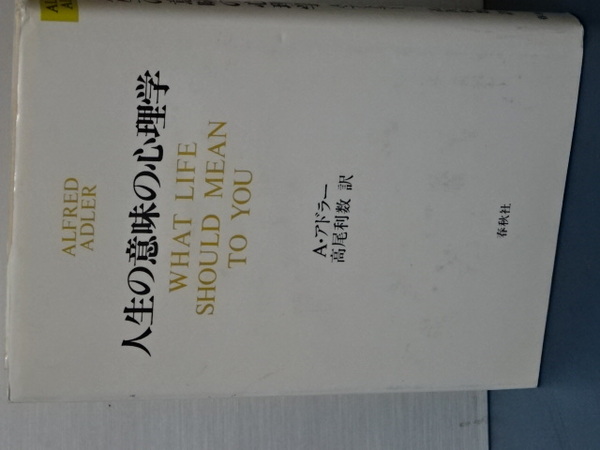 ALFRED
ADLER
人生の意味の心理学
WHAT LIFE
SHOULD MEAN
TO YOU
A・アドラー
高尾利数 訳
春秋社